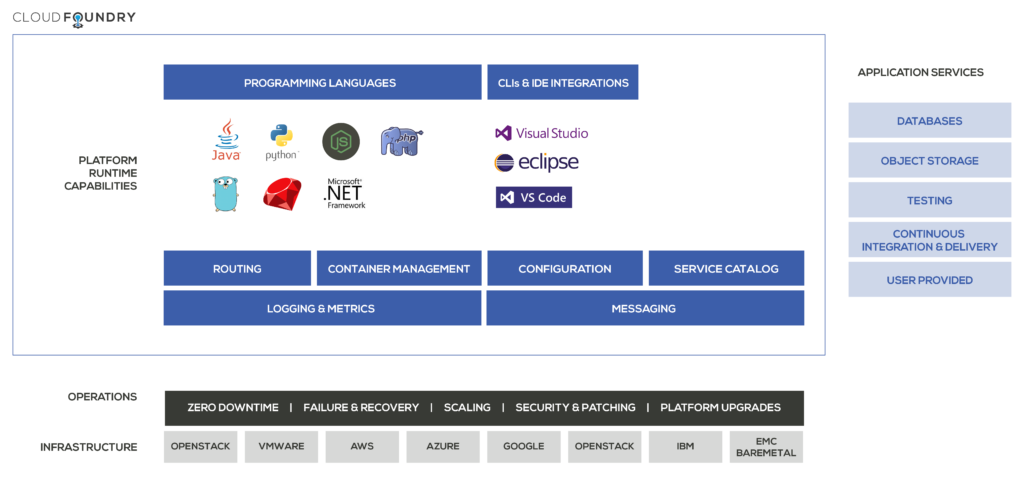 CLOUD FOUNDRY
PROGRAMMING LANGUAGES
CLIs & IDE INTEGRATIONS
Java
python
JS
php
Microsoft®
.NET
Framework
Visual Studio
eclipse
VS Code
PLATFORM
RUNTIME
CAPABILITIES
ROUTING
CONTAINER MANAGEMENT
CONFIGURATION
SERVICE CATALOG
LOGGING & METRICS
MESSAGING
APPLICATION SERVICES
DATABASES
OBJECT STORAGE
TESTING
CONTINUOUS
INTEGRATION & DELIVERY
USER PROVIDED
OPERATIONS
ZERO DOWNTIME | FAILURE & RECOVERY | SCALING | SECURITY & PATCHING | PLATFORM UPGRADES
INFRASTRUCTURE
OPENSTACK
VMWARE
AWS
AZURE
GOOGLE
OPENSTACK
IBM
EMC
BAREMETAL